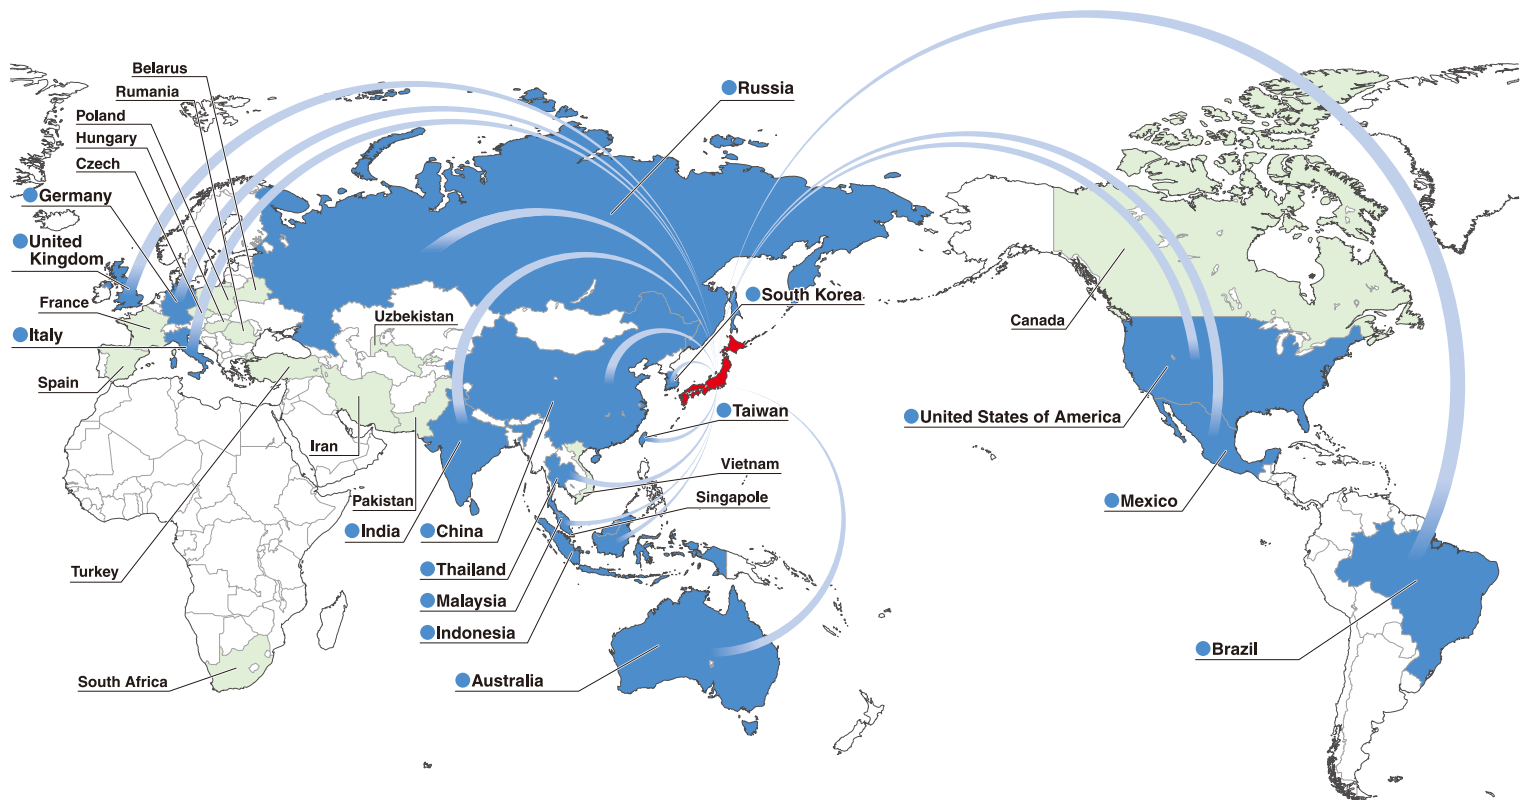 Belarus
Rumania
Poland
Hungary
Czech
Germany
United
Kingdom
France
Italy
Spain
Russia
South Korea
Uzbekistan
Canada
Taiwan
United States of America
Iran
Vietnam
Pakistan
Singapole
Mexico
India
China
Turkey
Thailand
Malaysia
Indonesia
Brazil
South Africa
Australia